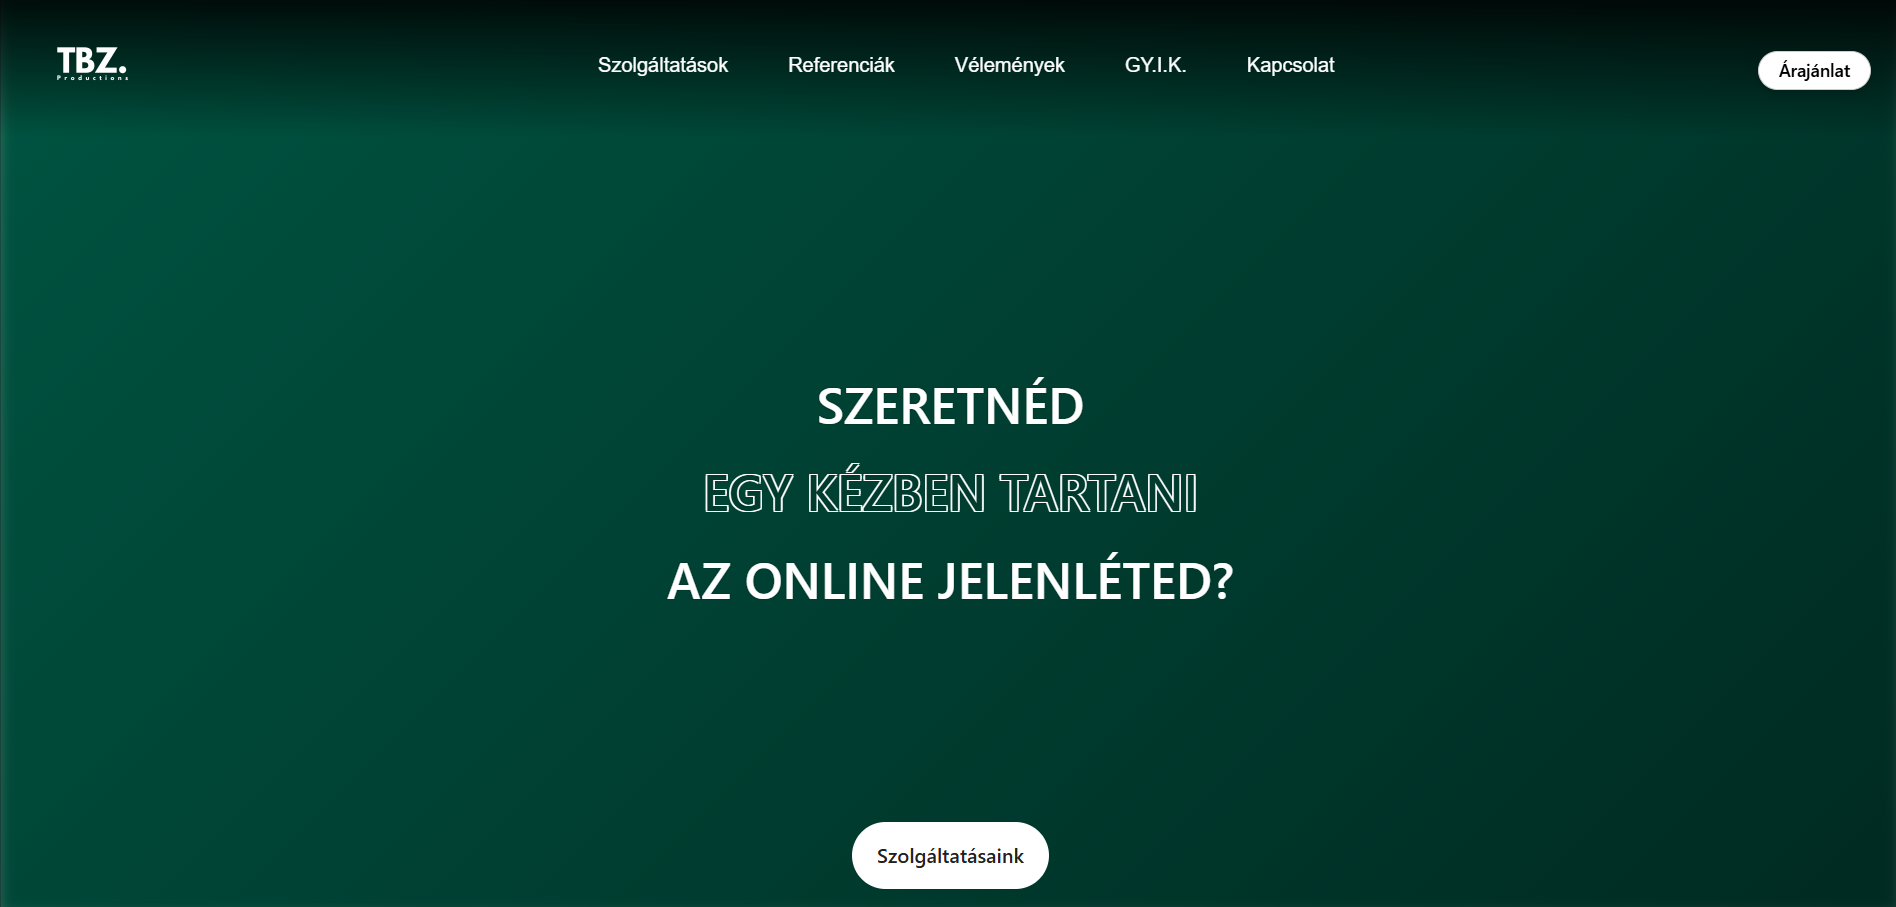 TBZ.
Productions
Szolgáltatások Referenciák Vélemények GY.I.K. Kapcsolat
Árajánlat
SZERETNÉD
EGY KÉZBEN TARTANI
AZ ONLINE JELENLÉTED?
Szolgáltatásaink